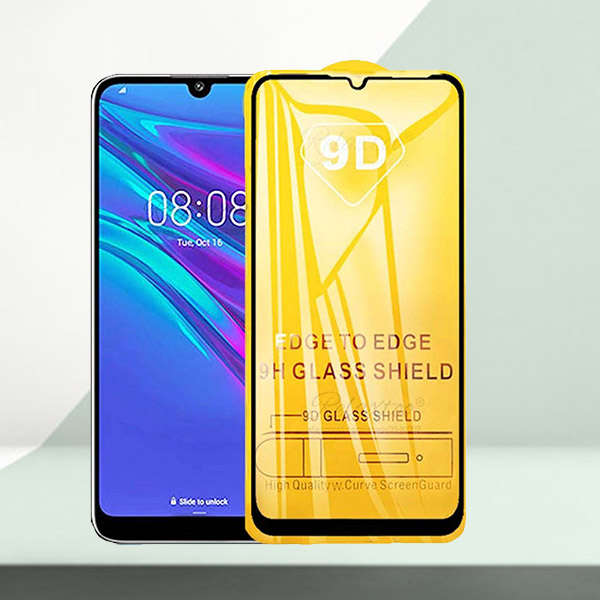 08:08
Tue, Oct 16
Slide to unlock
9D
EDGE TO EDGE
9H GLASS SHIELD
9D GLASS SHIELD
High Quality w.Curve ScreenGuard